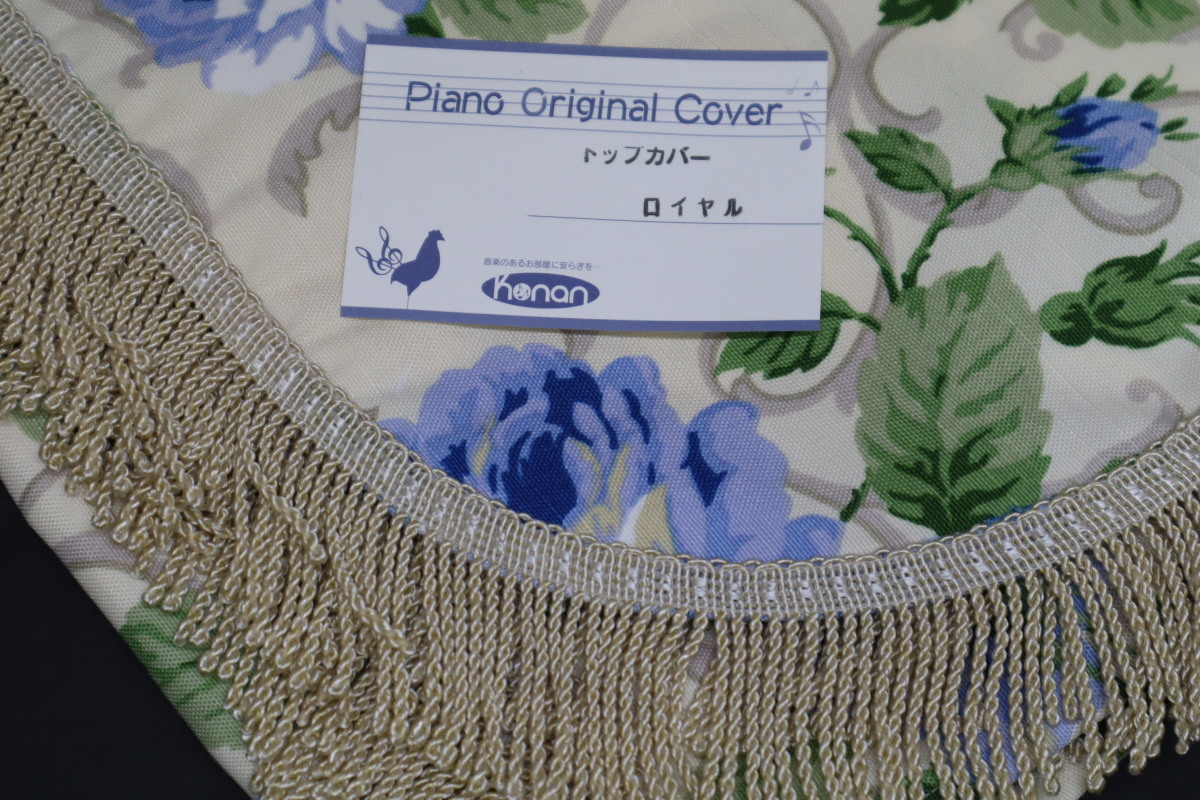 Piano Original Cover
トップカバー
ロイヤル
音楽のあるお部屋に安らぎを…
Konan